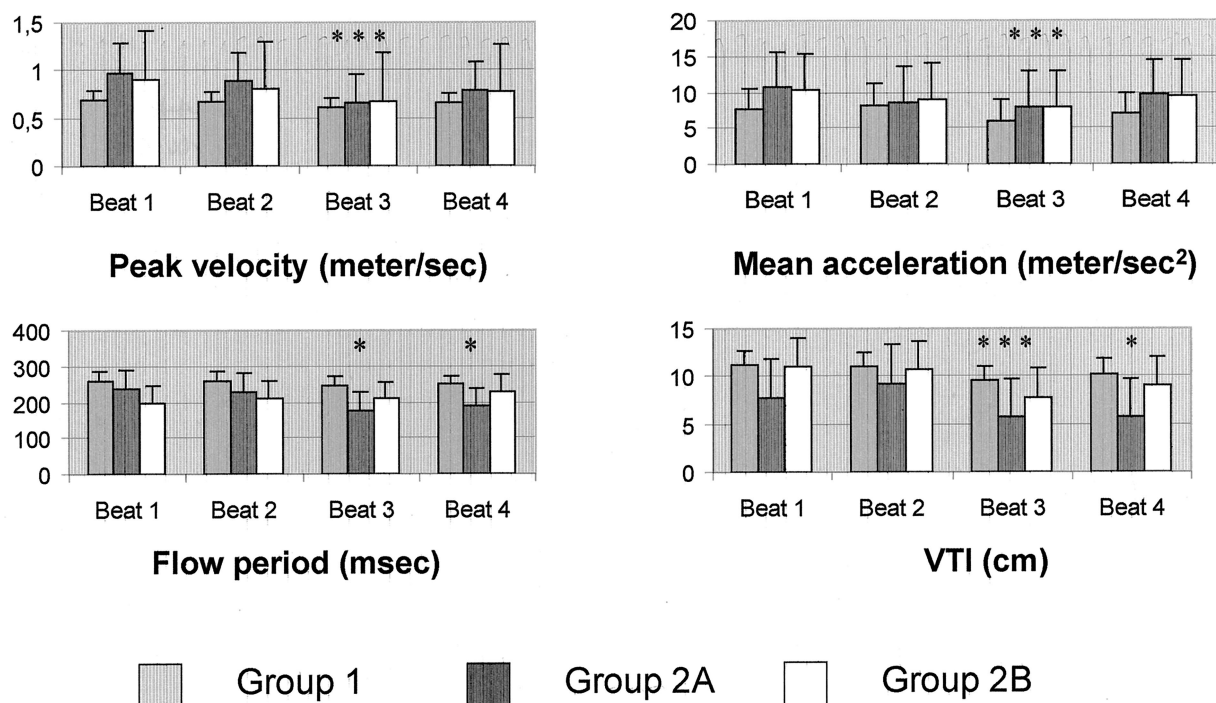 1,5
1
0,5
0
* * *
Beat 1 Beat 2 Beat 3 Beat 4
Peak velocity (meter/sec)
20
15
10
5
0
* * *
Beat 1 Beat 2 Beat 3 Beat 4
Mean acceleration (meter/sec²)
400
300
200
100
0
* *
Beat 1 Beat 2 Beat 3 Beat 4
Flow period (msec)
15
10
5
0
* * * *
Beat 1 Beat 2 Beat 3 Beat 4
VTI (cm)
Group 1 Group 2A Group 2B